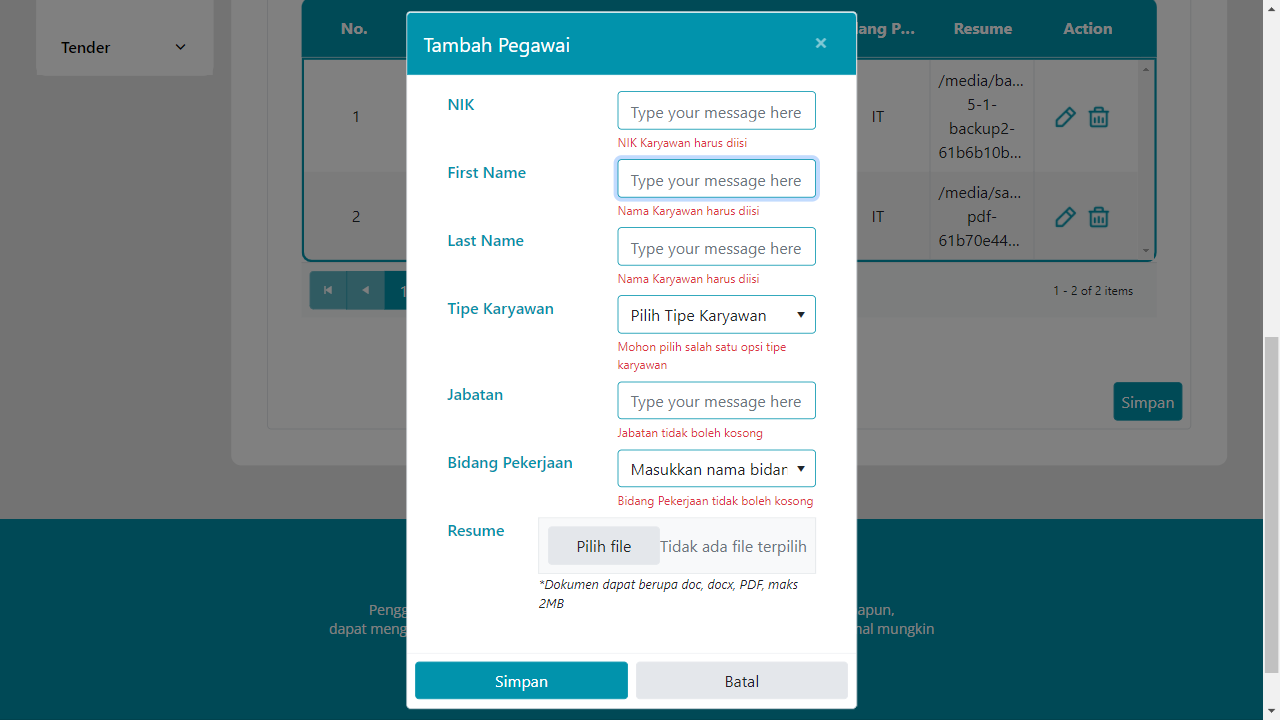 Tender
No.
lang P...
Resume
Action
1
IT
/media/ba...
5-1-
backup2-
61b6b10b...
2
IT
/media/sa...
pdf-
61b70e44...
1
1 - 2 of 2 items
Simpan
Tambah Pegawai
×
NIK
Type your message here
NIK Karyawan harus diisi
First Name
Type your message here
Nama Karyawan harus diisi
Last Name
Type your message here
Nama Karyawan harus diisi
Tipe Karyawan
Pilih Tipe Karyawan
Mohon pilih salah satu opsi tipe
karyawan
Jabatan
Type your message here
Jabatan tidak boleh kosong
Bidang Pekerjaan
Masukkan nama bidan
Bidang Pekerjaan tidak boleh kosong
Resume
Pilih file
Tidak ada file terpilih
*Dokumen dapat berupa doc, docx, PDF, maks
2MB
Simpan
Batal
Pengg
apun,
dapat meng
nal mungkin